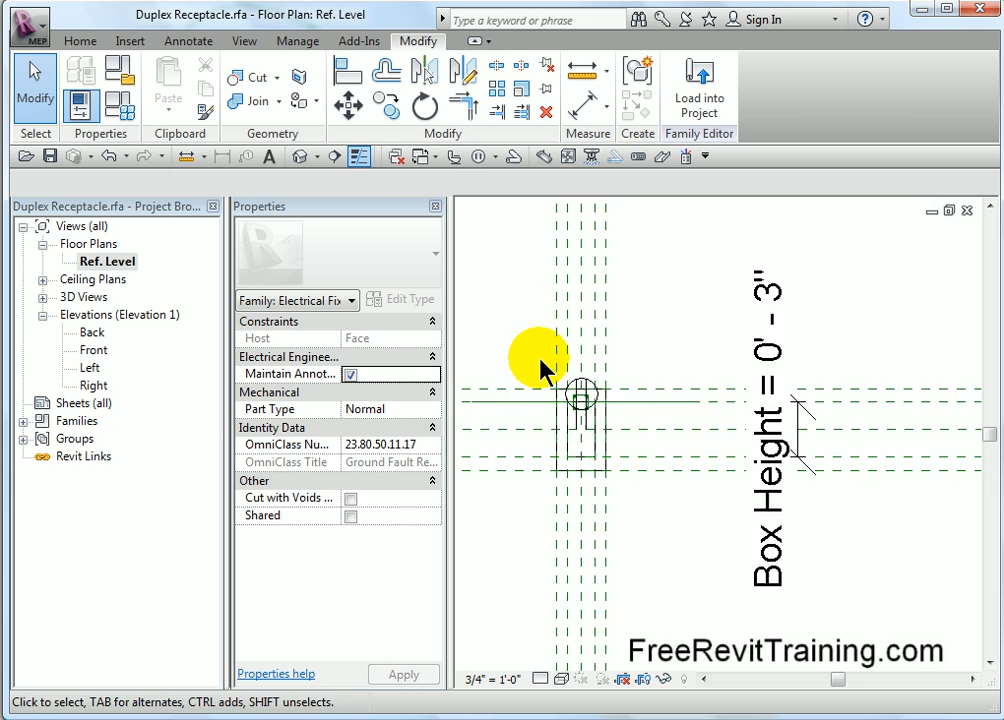 Duplex Receptacle.rfa - Floor Plan: Ref. Level
Type a keyword or phrase
Sign In
MEP
Home
Insert
Annotate
View
Manage
Add-Ins
Modify
Modify
Paste
Cut
Join
Load into
Project
Select
Properties
Clipboard
Geometry
Modify
Measure
Create
Family Editor
Duplex Receptacle.rfa - Project Bro...
Views (all)
Floor Plans
Ref. Level
Ceiling Plans
3D Views
Elevations (Elevation 1)
Back
Front
Left
Right
Sheets (all)
Families
Groups
Revit Links
Properties
Family: Electrical Fix
Edit Type
Constraints
Host Face
Electrical Enginee...
Maintain Annot...
Mechanical
Part Type Normal
Identity Data
OmniClass Nu... 23.80.50.11.17
OmniClass Title Ground Fault Re...
Other
Cut with Voids ...
Shared
Properties help
Apply
Box Height = 0' - 3"
FreeRevitTraining.com
3/4" = 1'-0"
Click to select, TAB for alternates, CTRL adds, SHIFT unselects.